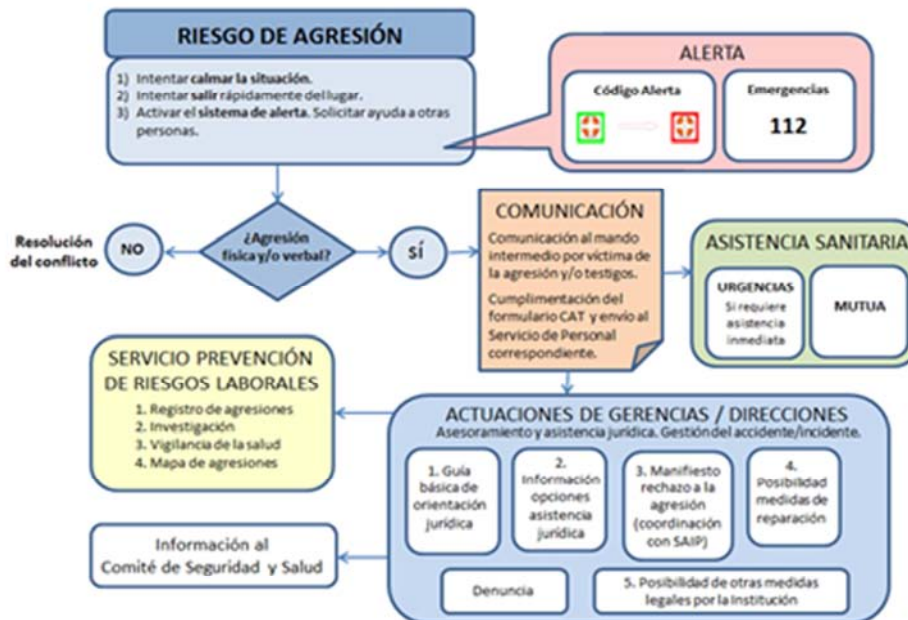 RIESGO DE AGRESIÓN
1) Intentar calmar la situación.
2) Intentar salir rápidamente del lugar.
3) Activar el sistema de alerta. Solicitar ayuda a otras
personas.
ALERTA
Código Alerta
Emergencias
112
¿Agresión
física y/o verbal?
NO
Resolución
del conflicto
SÍ
COMUNICACIÓN
Comunicación al mando
intermedio por víctima de
la agresión y/o testigos.
Cumplimentación del
formulario CAT y envío al
Servicio de Personal
correspondiente.
ASISTENCIA SANITARIA
URGENCIAS
Si requiere
asistencia
inmediata
MUTUA
SERVICIO PREVENCIÓN
DE RIESGOS LABORALES
1. Registro de agresiones
2. Investigación
3. Vigilancia de la salud
4. Mapa de agresiones
ACTUACIONES DE GERENCIAS / DIRECCIONES
Asesoramiento y asistencia jurídica. Gestión del accidente/incidente.
1. Guía
básica de
orientación
jurídica
2.
Información
opciones
asistencia
jurídica
3. Manifiesto
rechazo a la
agresión
(coordinación
con SAIP)
4.
Posibilidad
medidas de
reparación
Denuncia
5. Posibilidad de otras medidas
legales por la Institución
Información al
Comité de Seguridad y Salud